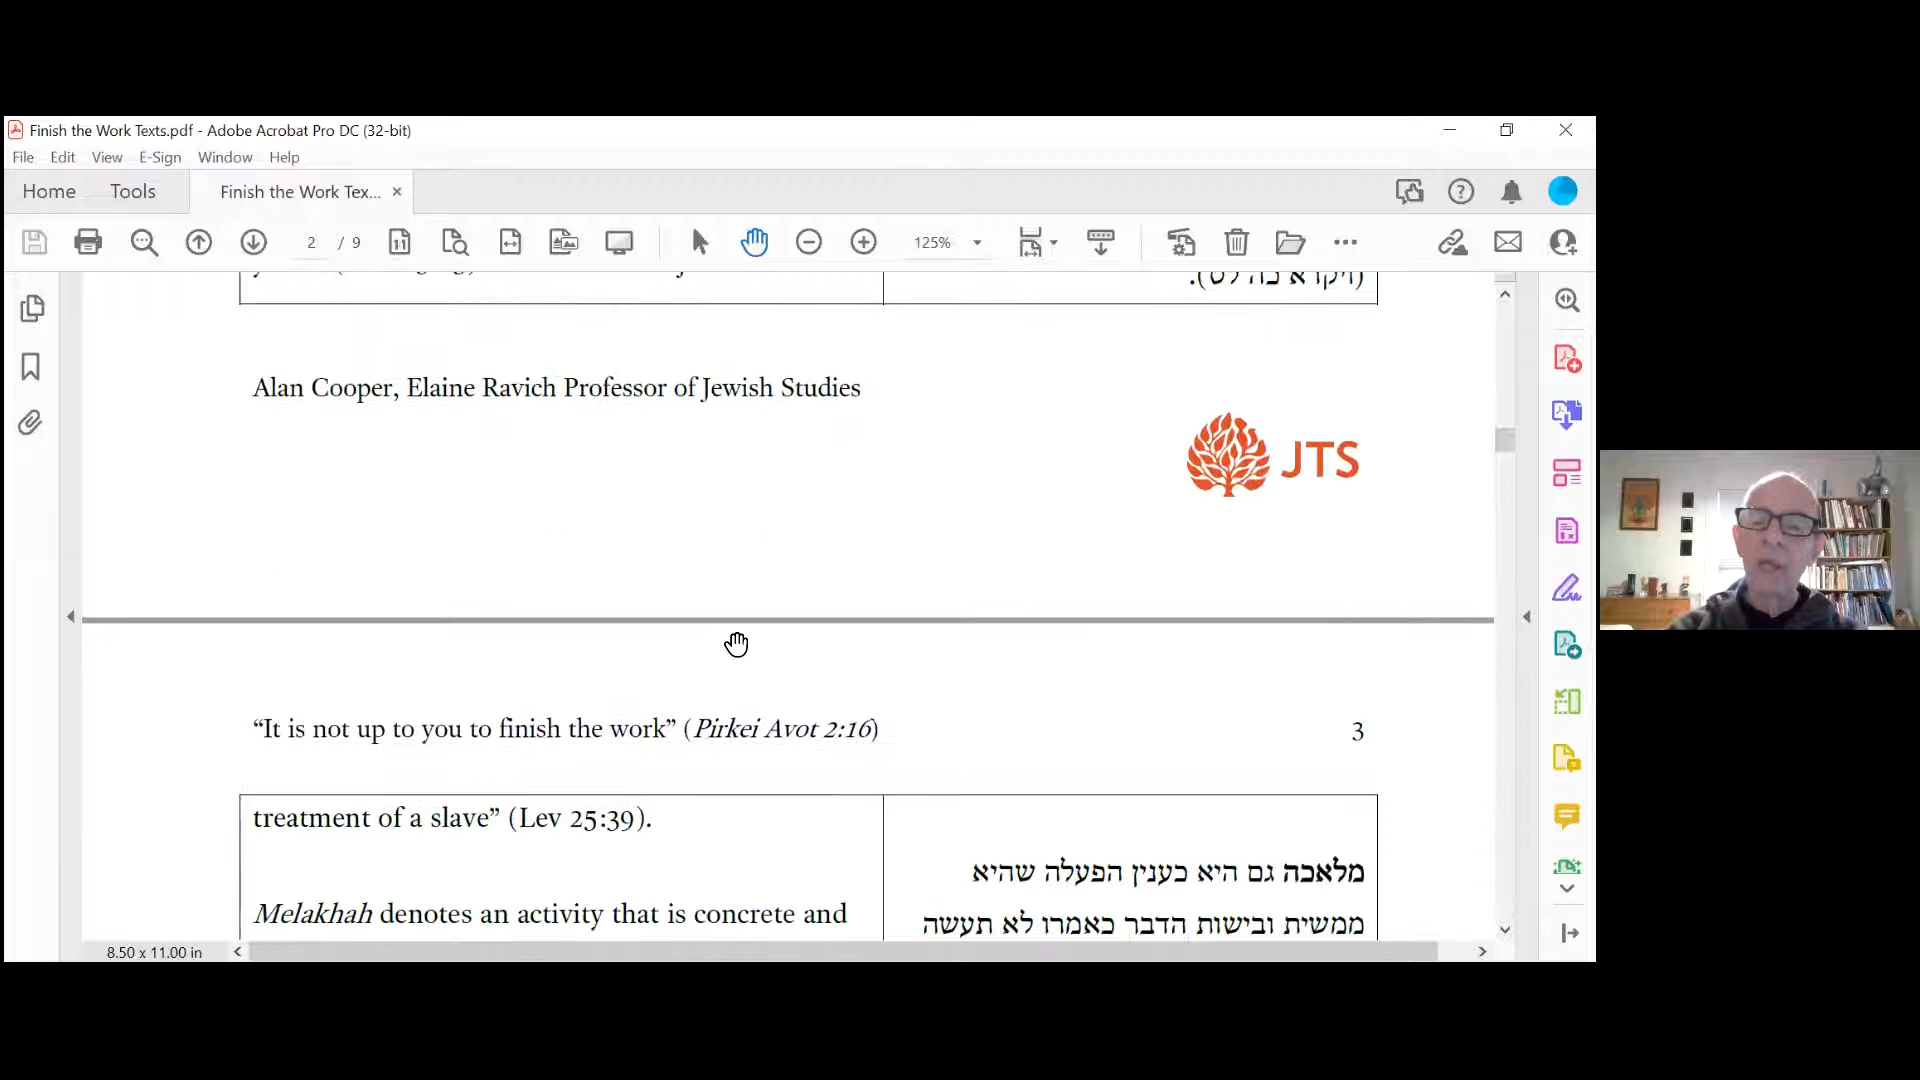 Finish the Work Texts.pdf - Adobe Acrobat Pro DC (32-bit)
File Edit View E-Sign Window Help
Home Tools Finish the Work Tex... ×
2 / 9 125%
(ויקרא כה לט).
Alan Cooper, Elaine Ravich Professor of Jewish Studies
JTS
“It is not up to you to finish the work” (Pirkei Avot 2:16) 3
treatment of a slave” (Lev 25:39).
Melakhah denotes an activity that is concrete and
מלאכה גם היא כענין הפעלה שהיא
ממשית ובישות הדבר כאמרו לא תעשה
8.50 x 11.00 in